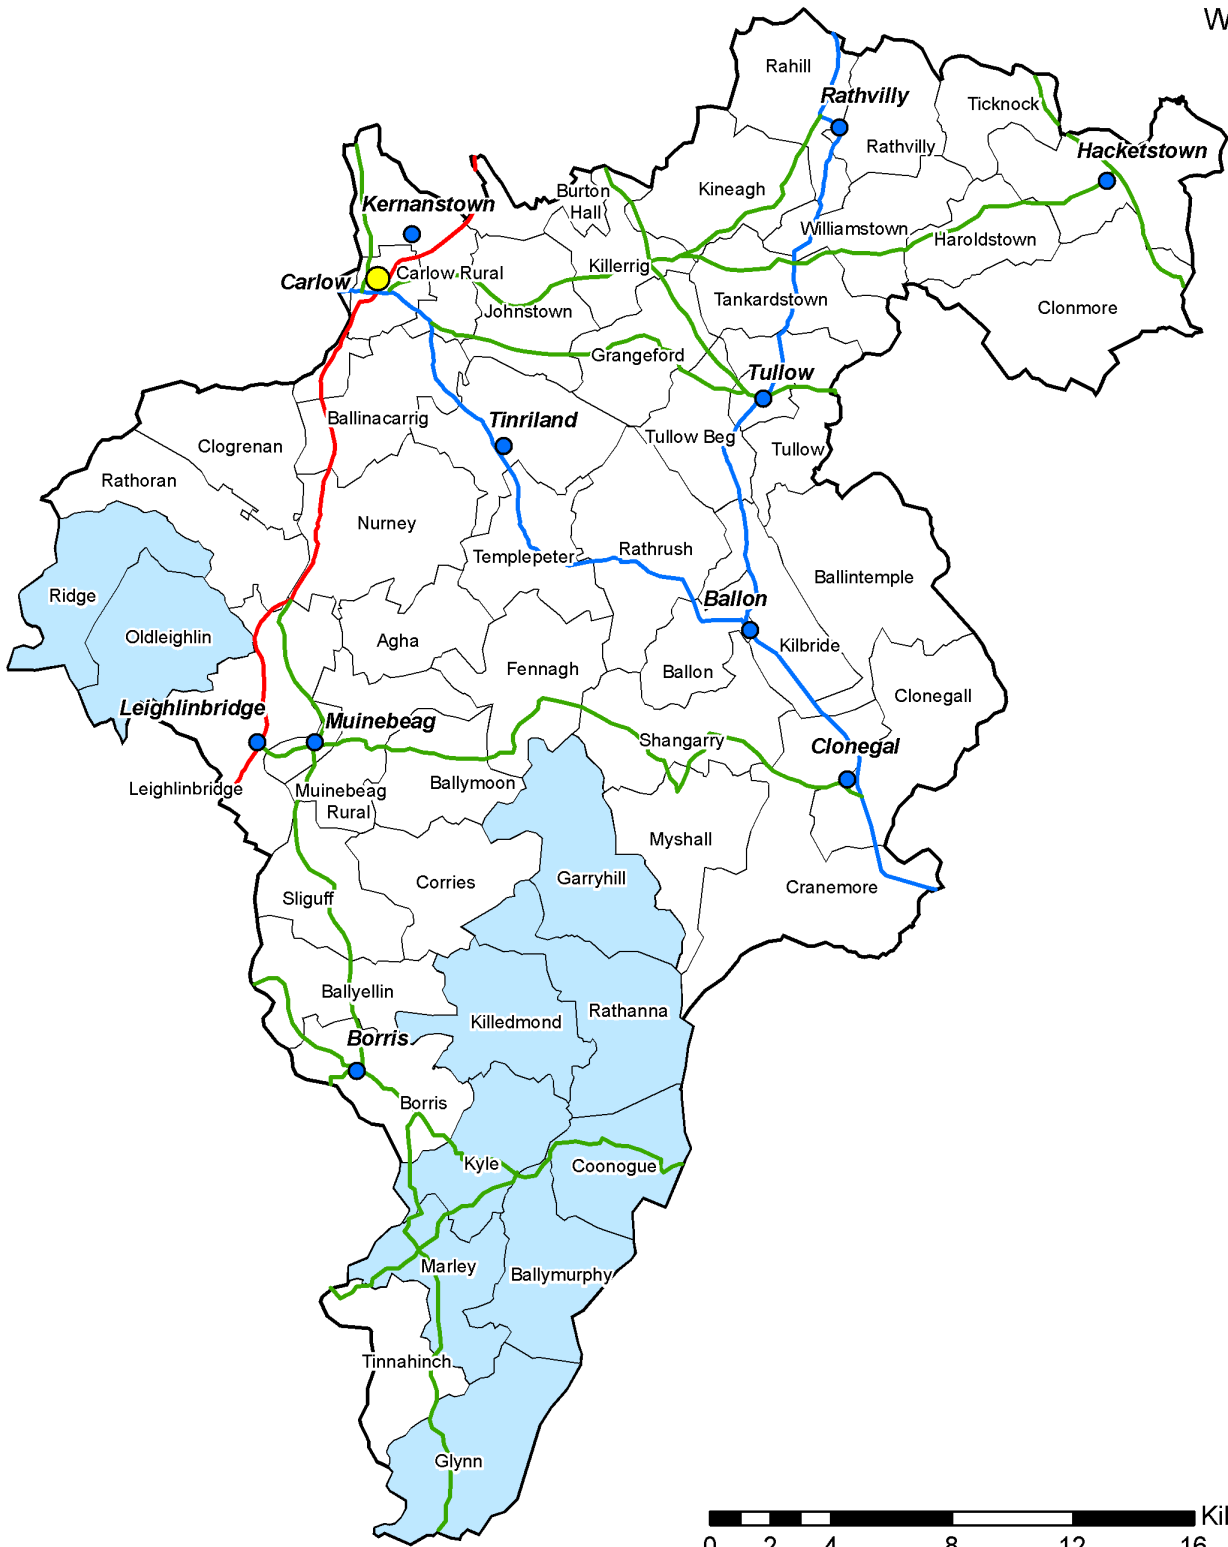 W
Rahill
Rathvilly
Ticknock
Rathvilly
Hacketstown
Kineagh
Burton
Hall
Kernanstown
Williamstown
Haroldstown
Killerrig
Carlow Rural
Carlow
Tankardstown
Clonmore
Johnstown
Grangeford
Tullow
Ballinacarrig
Tinriland
Tullow Beg
Clogrenan
Tullow
Rathoran
Nurney
Rathrush
Templepeter
Ballintemple
Ridge
Ballon
Oldleighlin
Agha
Kilbride
Fennagh
Ballon
Clonegall
Leighlinbridge
Muinebeag
Shangarry
Clonegal
Ballymoon
Leighlinbridge
Muinebeag
Rural
Myshall
Garryhill
Corries
Cranemore
Sliguff
Ballyellin
Rathanna
Killedmond
Borris
Borris
Kyle
Coonogue
Marley
Ballymurphy
Tinnahinch
Glynn
Kil
0 2 4 8 12 16